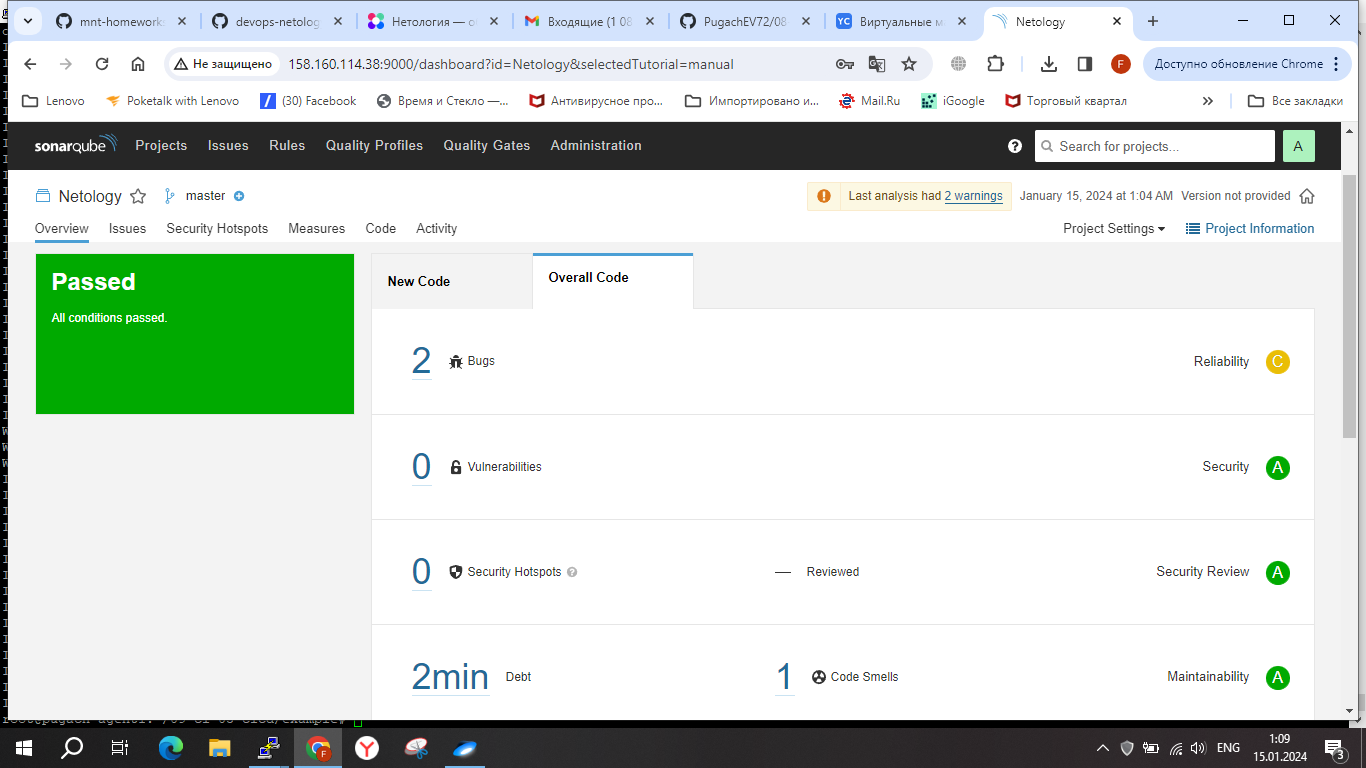 mnt-homework
devops-netolog
Нетология — о
Входящие (1 08
PugachEV72/08-
Виртуальные м
Netology
Не защищено
158.160.114.38:9000/dashboard?id=Netology&selectedTutorial=manual
Доступно обновление Chrome
Lenovo
Poketalk with Lenovo
(30) Facebook
Время и Стекло —...
Антивирусное про...
Импортировано и...
Mail.Ru
iGoogle
Торговый квартал
Все закладки
sonarqube
Projects
Issues
Rules
Quality Profiles
Quality Gates
Administration
Search for projects...
A
Netology
master
Last analysis had 2 warnings
January 15, 2024 at 1:04 AM
Version not provided
Overview
Issues
Security Hotspots
Measures
Code
Activity
Project Settings
Project Information
Passed
All conditions passed.
New Code
Overall Code
2 Bugs
Reliability C
0 Vulnerabilities
Security A
0 Security Hotspots
— Reviewed
Security Review A
2min Debt
1 Code Smells
Maintainability A
ENG
1:09
15.01.2024
3